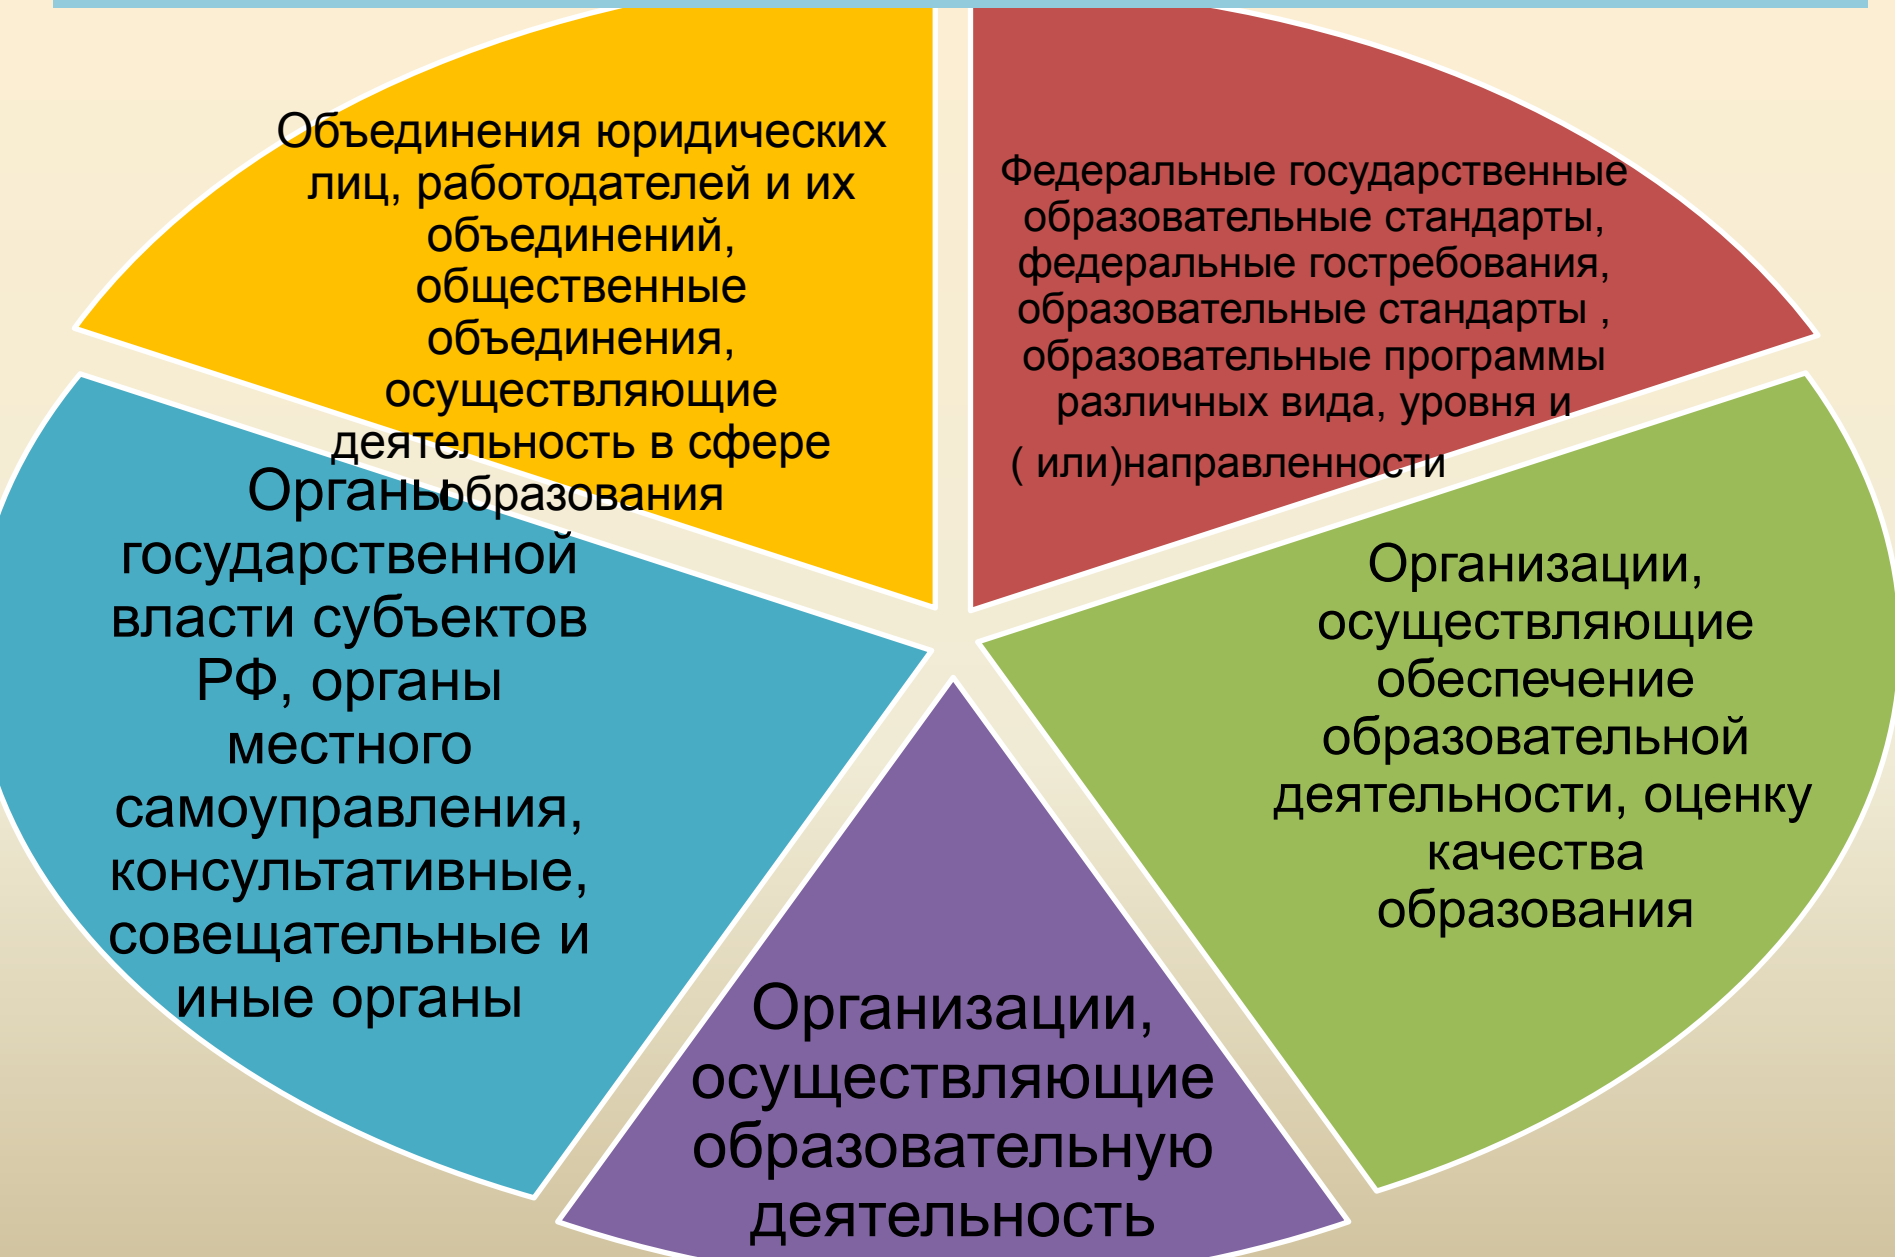 Объединения юридических
лиц, работодателей и их
объединений,
общественные
объединения,
осуществляющие
деятельность в сфере
образования
Федеральные государственные
образовательные стандарты,
федеральные гостребования,
образовательные стандарты ,
образовательные программы
различных вида, уровня и
( или)направленности
Организации,
осуществляющие
обеспечение
образовательной
деятельности, оценку
качества
образования
Организации,
осуществляющие
образовательную
деятельность
Органы
государственной
власти субъектов
РФ, органы
местного
самоуправления,
консультативные,
совещательные и
иные органы